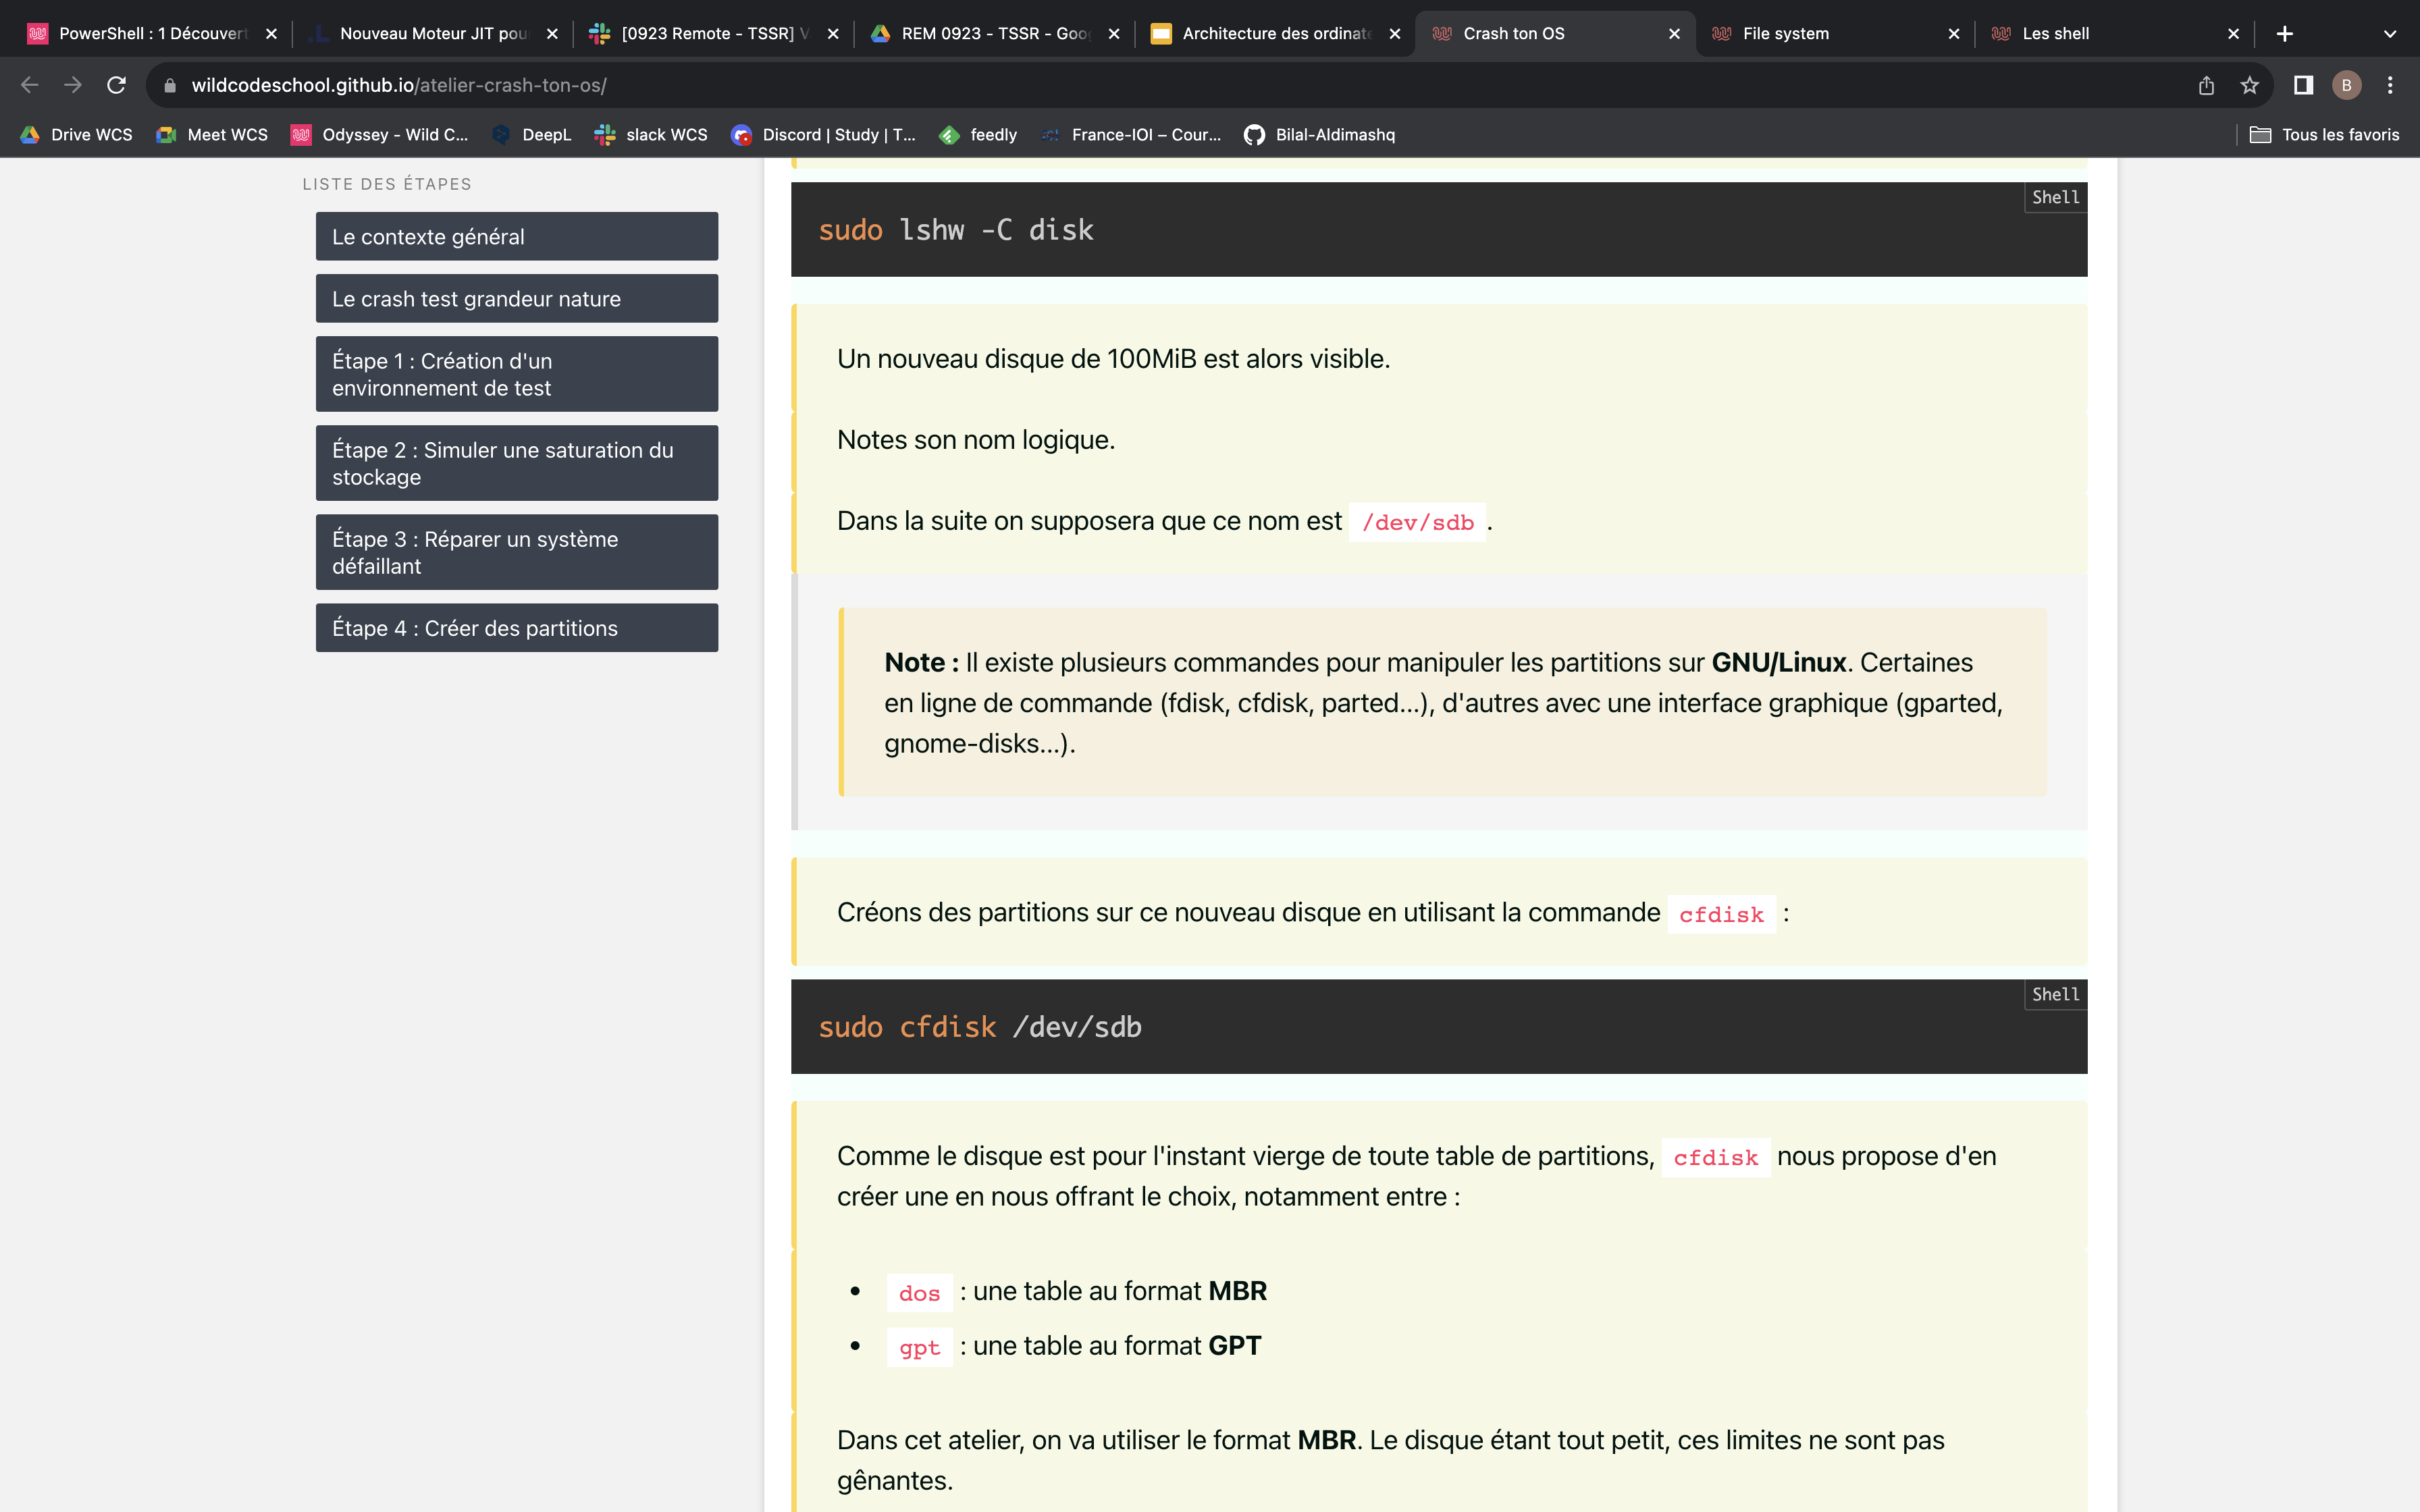 PowerShell : 1 Découvert
Nouveau Moteur JIT pou
[0923 Remote - TSSR] V
REM 0923 - TSSR - Goo
Architecture des ordinate
Crash ton OS
File system
Les shell
wildcodeschool.github.io/atelier-crash-ton-os/
B
Drive WCS
Meet WCS
Odyssey - Wild C...
DeepL
slack WCS
Discord | Study | T...
feedly
France-IOI – Cour...
Bilal-Aldimashq
Tous les favoris
LISTE DES ÉTAPES
Le contexte général
Le crash test grandeur nature
Étape 1 : Création d'un
environnement de test
Étape 2 : Simuler une saturation du
stockage
Étape 3 : Réparer un système
défaillant
Étape 4 : Créer des partitions
Shell
sudo lshw -C disk
Un nouveau disque de 100MiB est alors visible.
Notes son nom logique.
Dans la suite on supposera que ce nom est /dev/sdb .
Note : Il existe plusieurs commandes pour manipuler les partitions sur GNU/Linux. Certaines
en ligne de commande (fdisk, cfdisk, parted...), d'autres avec une interface graphique (gparted,
gnome-disks...).
Créons des partitions sur ce nouveau disque en utilisant la commande cfdisk :
Shell
sudo cfdisk /dev/sdb
Comme le disque est pour l'instant vierge de toute table de partitions, cfdisk nous propose d'en
créer une en nous offrant le choix, notamment entre :
• dos : une table au format MBR
• gpt : une table au format GPT
Dans cet atelier, on va utiliser le format MBR. Le disque étant tout petit, ces limites ne sont pas
gênantes.